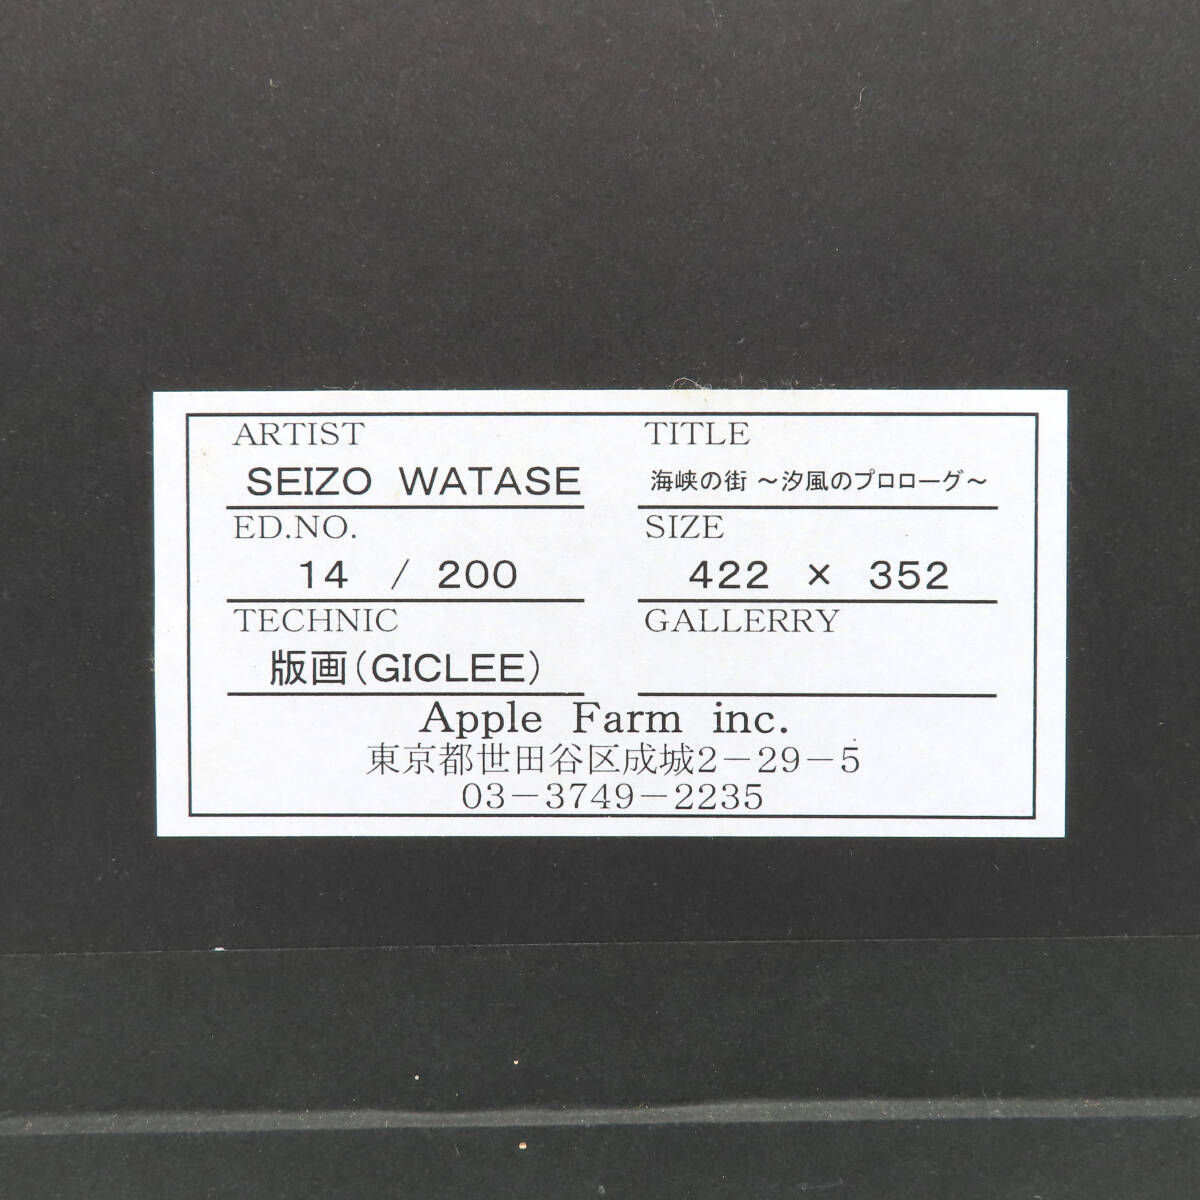 ARTIST TITLE
SEIZO WATASE 海峡の街 ～汐風のプロローグ～
ED.NO. SIZE
14 / 200 422 × 352
TECHNIC GALLERRY
版画(GICLEE)
Apple Farm inc.
東京都世田谷区成城2－29－5
03－3749－2235